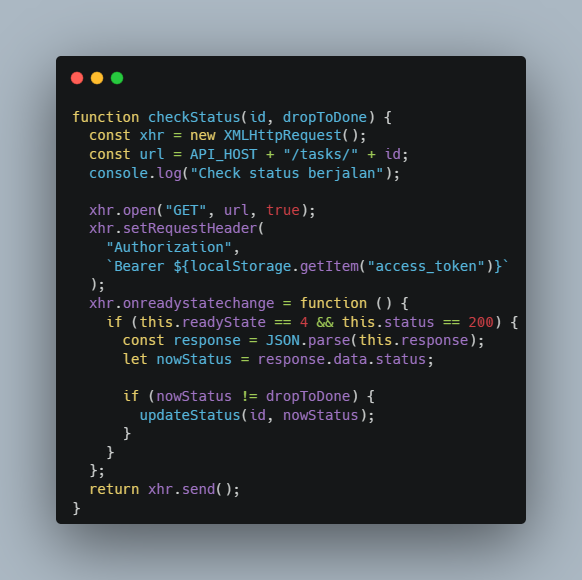 function checkStatus(id, dropToDone) {
  const xhr = new XMLHttpRequest();
  const url = API_HOST + "/tasks/" + id;
  console.log("Check status berjalan");

  xhr.open("GET", url, true);
  xhr.setRequestHeader(
    "Authorization",
    `Bearer ${localStorage.getItem("access_token")}`
  );
  xhr.onreadystatechange = function () {
    if (this.readyState == 4 && this.status == 200) {
      const response = JSON.parse(this.response);
      let nowStatus = response.data.status;

      if (nowStatus != dropToDone) {
        updateStatus(id, nowStatus);
      }
    }
  };
  return xhr.send();
}